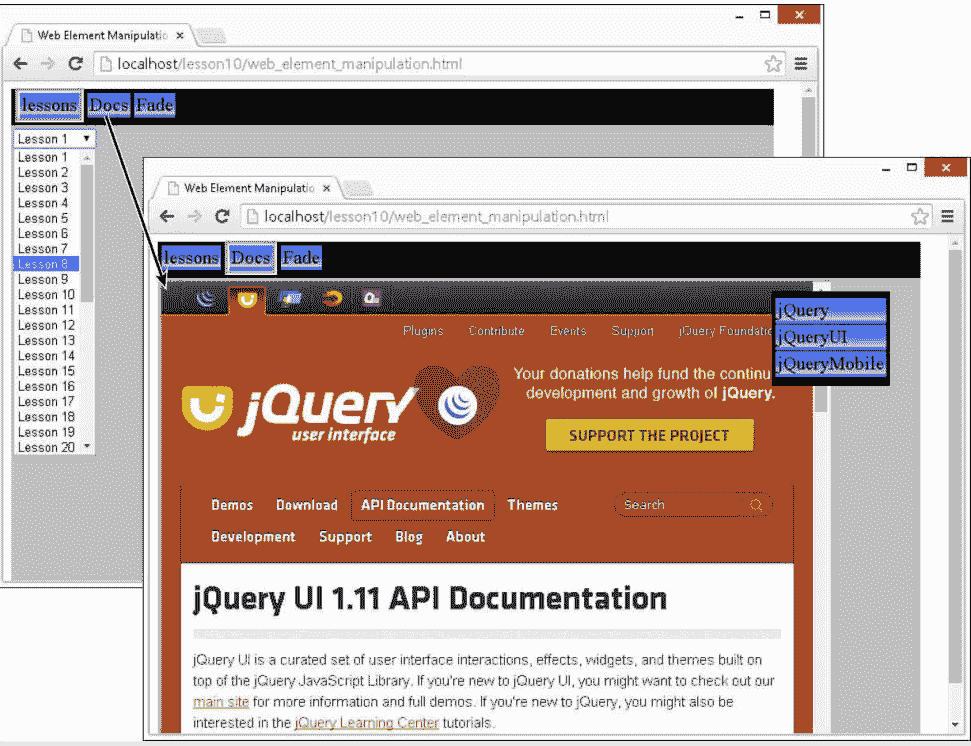 Web Element Manipulatio
localhost/lesson10/web_element_manipulation.html
lessons Docs Fade
Lesson 1
Lesson 1
Lesson 2
Lesson 3
Lesson 4
Lesson 5
Lesson 6
Lesson 7
Lesson 8
Lesson 9
Lesson 10
Lesson 11
Lesson 12
Lesson 13
Lesson 14
Lesson 15
Lesson 16
Lesson 17
Lesson 18
Lesson 19
Lesson 20
Web Element Manipulatio
localhost/lesson10/web_element_manipulation.html
lessons Docs Fade
jQuery
jQueryUI
jQueryMobile
Plugins Contribute Events Support jQuery Foundatio
jQuery
user interface
Your donations help fund the continu
development and growth of jQuery.
SUPPORT THE PROJECT
Demos Download API Documentation Themes Search
Development Support Blog About
jQuery UI 1.11 API Documentation
jQuery UI is a curated set of user interface interactions, effects, widgets, and themes built on
top of the jQuery JavaScript Library. If you're new to jQuery UI, you might want to check out our
main site for more information and full demos. If you're new to jQuery, you might also be
interested in the jQuery Learning Center tutorials.